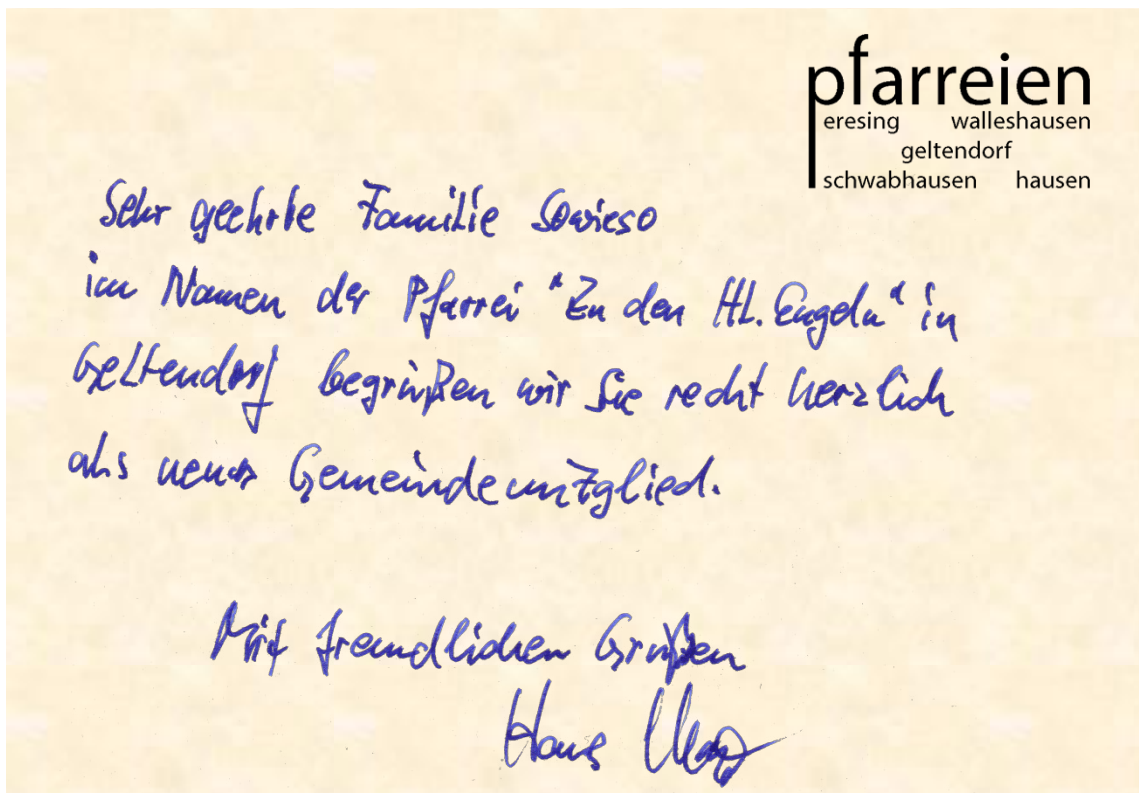 pfarreien
eresing walleshausen
geltendorf
schwabhausen hausen
Sehr geehrte Familie Sowieso
im Namen der Pfarrei "Zu den Hl. Engeln" in
Geltendorf begrüßen wir Sie recht herzlich
als neues Gemeindemitglied.
Mit freundlichen Grüßen
Hans